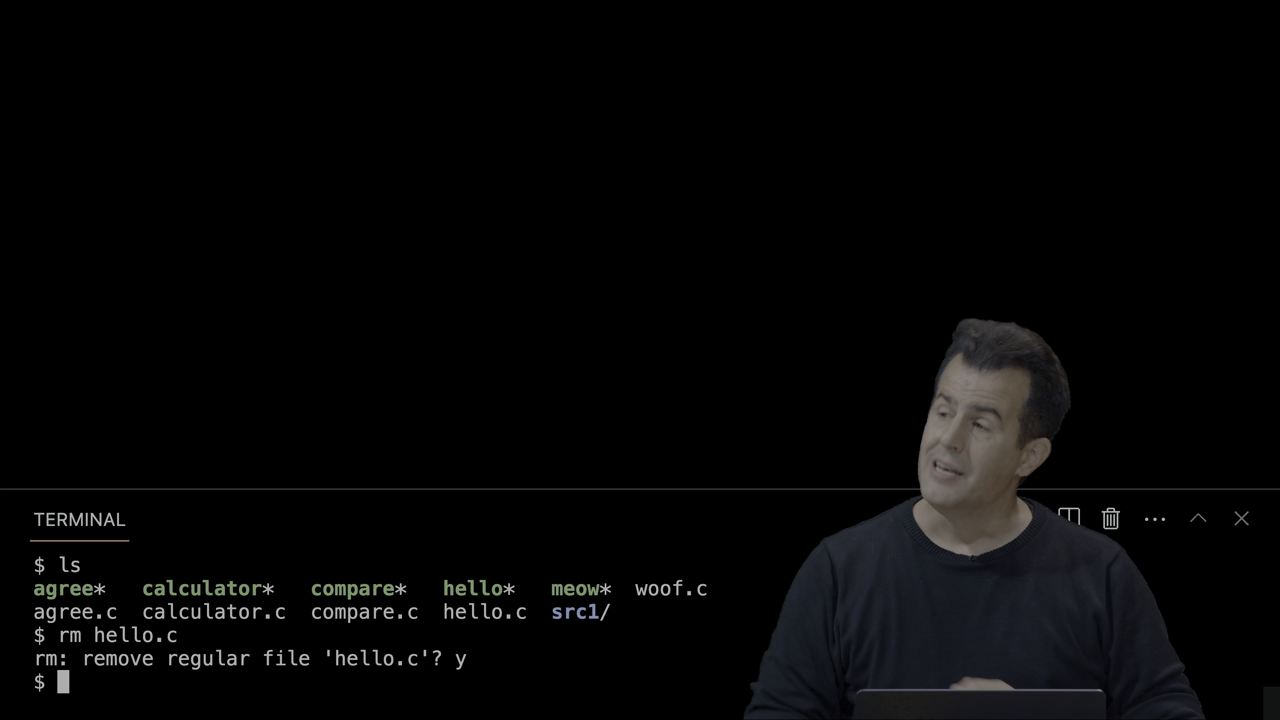 TERMINAL
$ ls
agree* calculator* compare* hello* meow* woof.c
agree.c calculator.c compare.c hello.c src1/
$ rm hello.c
rm: remove regular file 'hello.c'? y
$